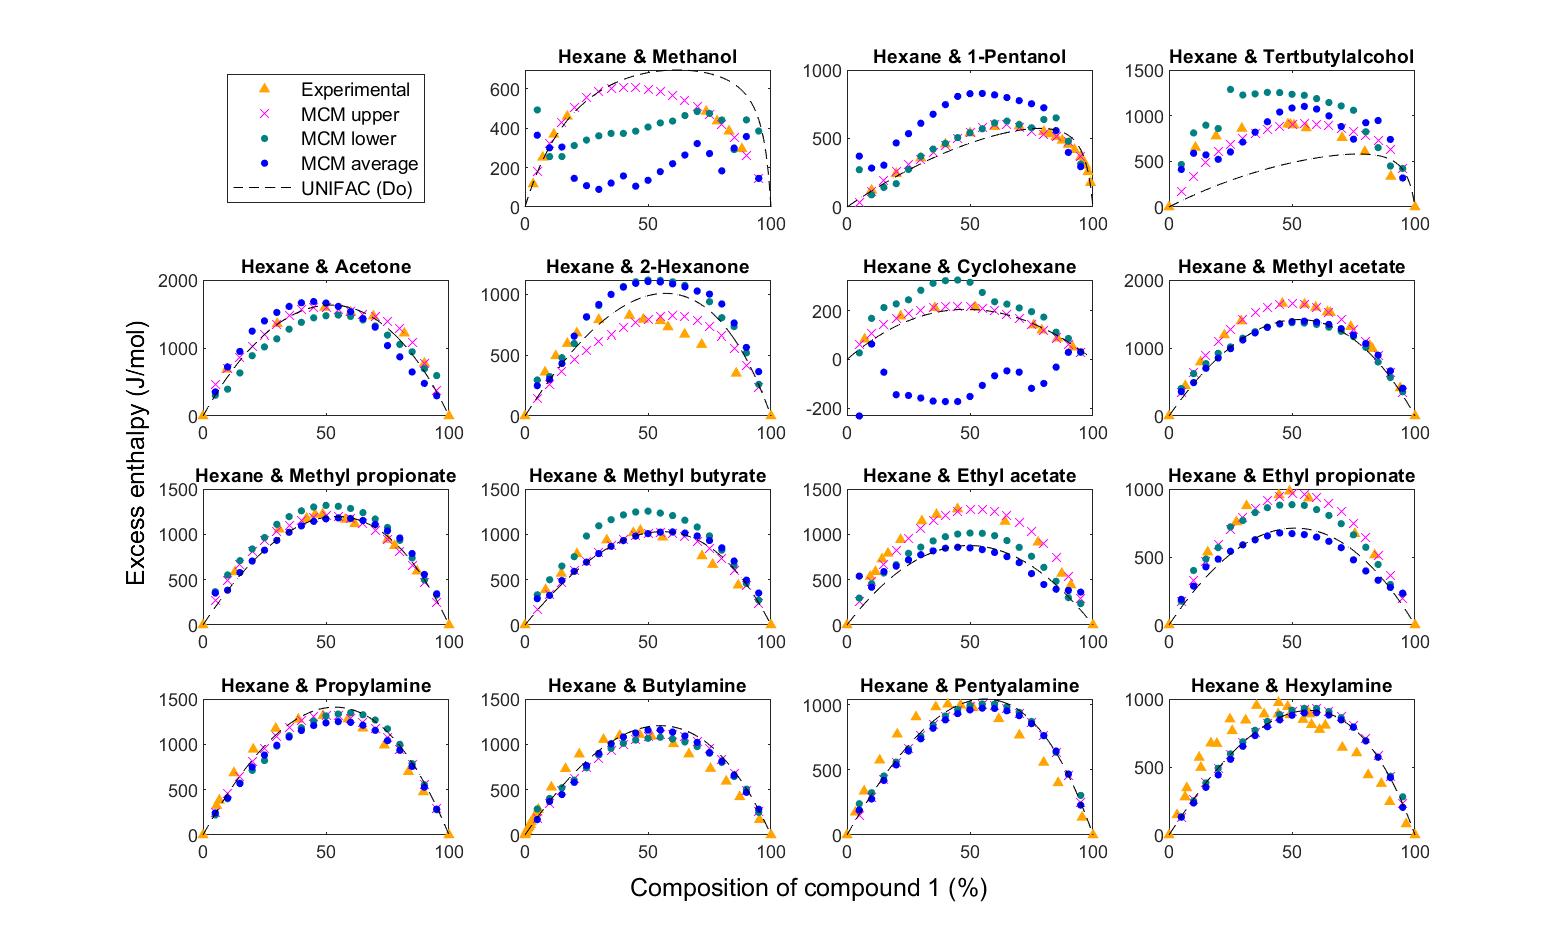 Experimental
MCM upper
MCM lower
MCM average
UNIFAC (Do)
Hexane & Methanol
600
400
200
0
0 50 100
Hexane & 1-Pentanol
1000
500
0
0 50 100
Hexane & Tertbutylalcohol
1500
1000
500
0
0 50 100
Excess enthalpy (J/mol)
Hexane & Acetone
2000
1000
0
0 50 100
Hexane & 2-Hexanone
1000
500
0
0 50 100
Hexane & Cyclohexane
200
0
-200
0 50 100
Hexane & Methyl acetate
2000
1000
0
0 50 100
Hexane & Methyl propionate
1500
1000
500
0
0 50 100
Hexane & Methyl butyrate
1500
1000
500
0
0 50 100
Hexane & Ethyl acetate
1500
1000
500
0
0 50 100
Hexane & Ethyl propionate
1000
500
0
0 50 100
Hexane & Propylamine
1500
1000
500
0
0 50 100
Hexane & Butylamine
1500
1000
500
0
0 50 100
Hexane & Pentyalamine
1000
500
0
0 50 100
Hexane & Hexylamine
1000
500
0
0 50 100
Composition of compound 1 (%)